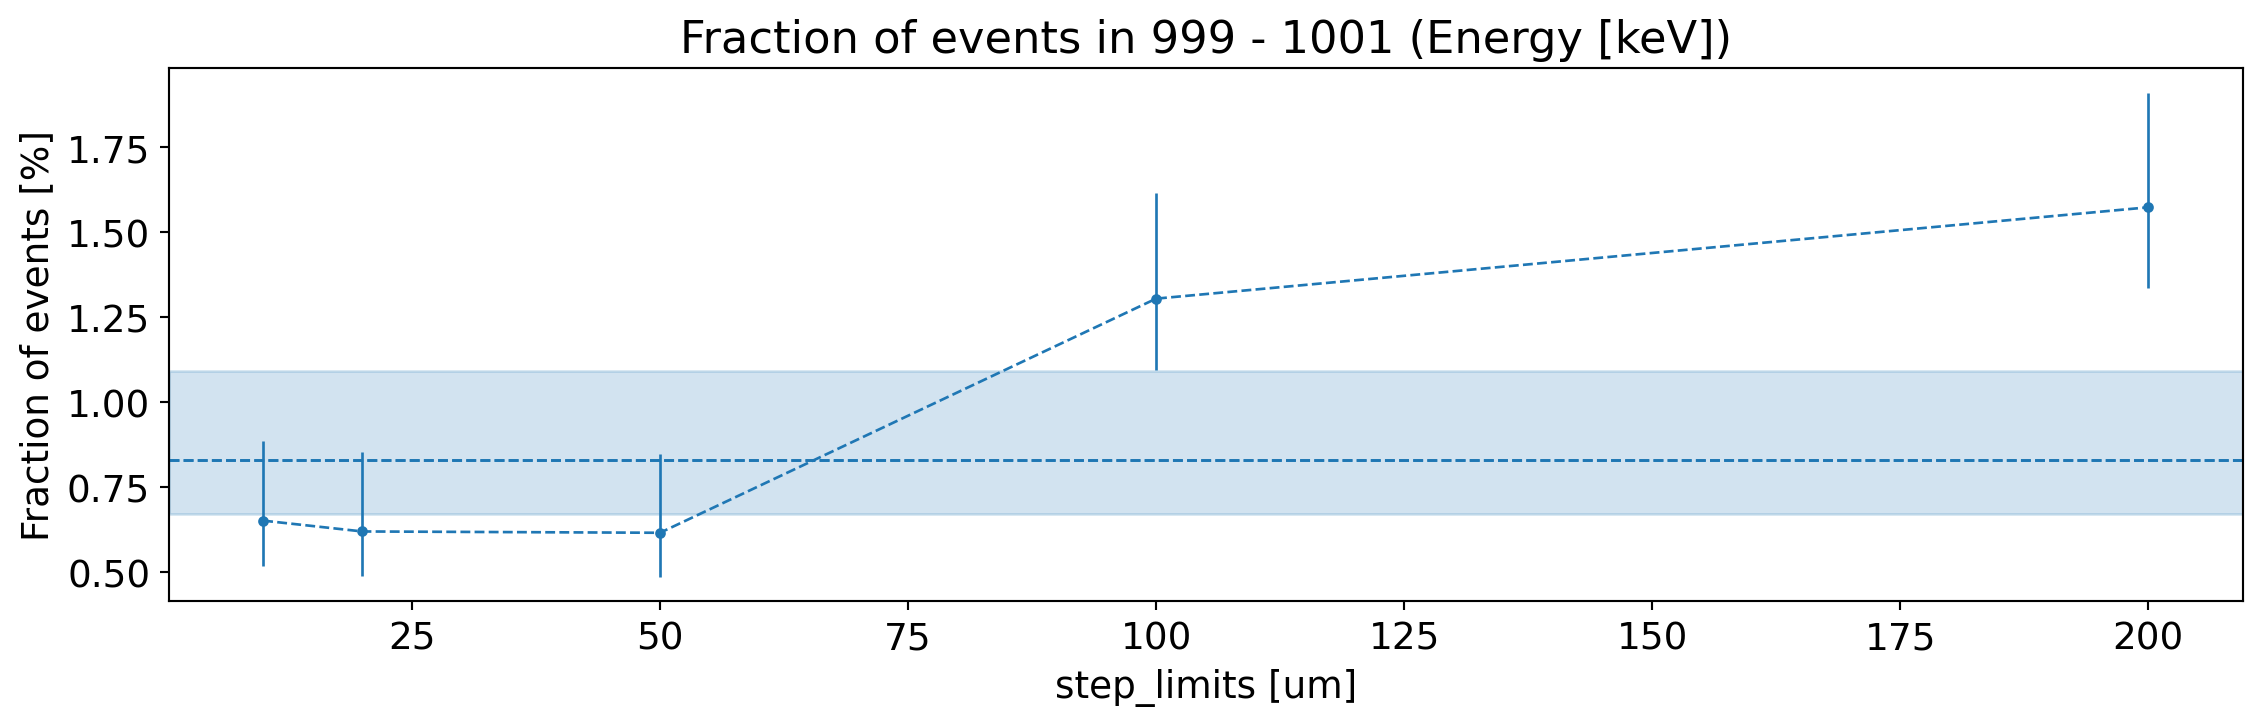 Fraction of events in 999 - 1001 (Energy [keV])
Fraction of events [%]
1.75
1.50
1.25
1.00
0.75
0.50
25 50 75 100 125 150 175 200
step_limits [um]